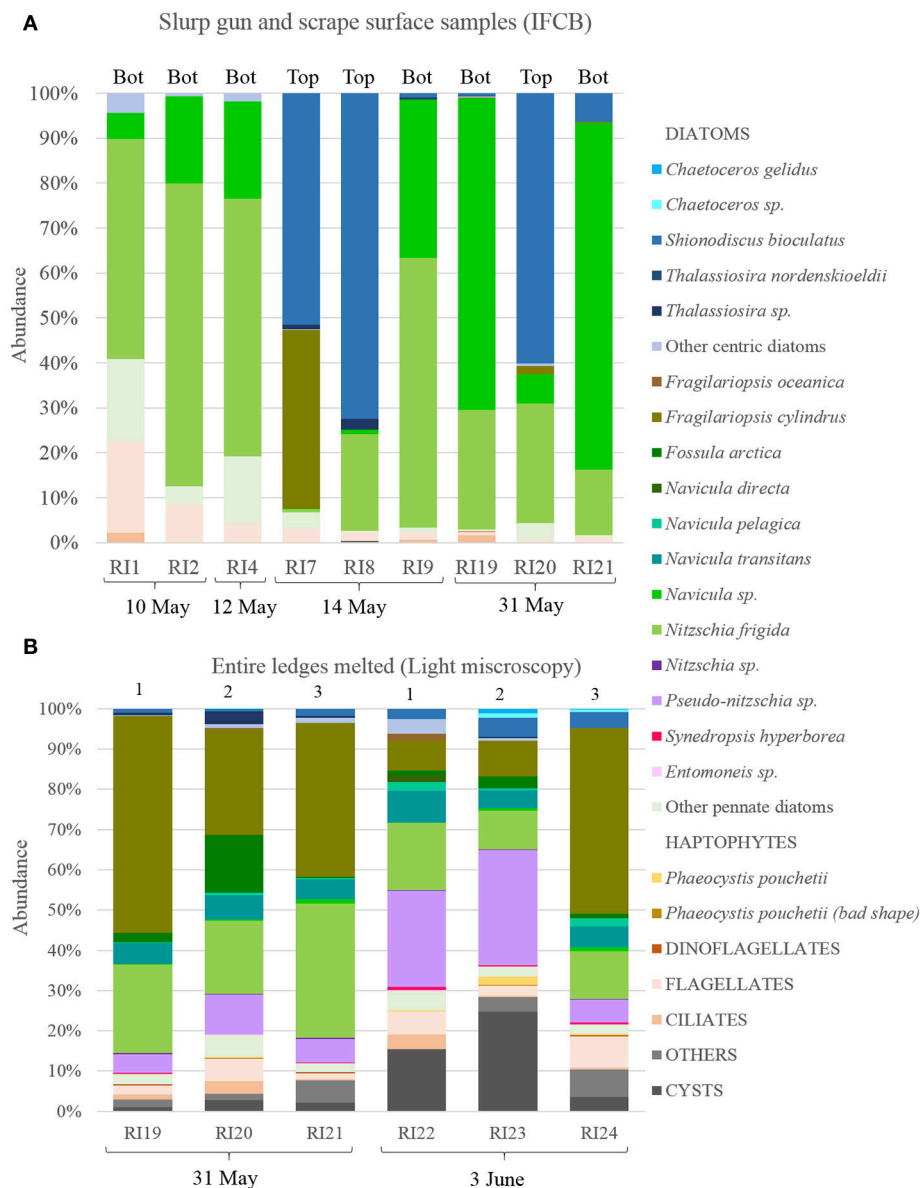 A
Slurp gun and scrape surface samples (IFCB)
Bot Bot Bot Top Top Bot Bot Top Bot
100%
90%
80%
70%
60%
50%
40%
30%
20%
10%
0%
Abundance
RI1 RI2 RI4 RI7 RI8 RI9 RI19 RI20 RI21
10 May 12 May 14 May 31 May
DIATOMS
Chaetoceros gelidus
Chaetoceros sp.
Shionodiscus bioculatus
Thalassiosira nordenskioeldii
Thalassiosira sp.
Other centric diatoms
Fragilariopsis oceanica
Fragilariopsis cylindrus
Fossula arctica
Navicula directa
Navicula pelagica
Navicula transitans
Navicula sp.
Nitzschia frigida
Nitzschia sp.
Pseudo-nitzschia sp.
Synedropsis hyperborea
Entomoneis sp.
Other pennate diatoms
HAPTOPHYTES
Phaeocystis pouchetii
Phaeocystis pouchetii (bad shape)
DINOFLAGELLATES
FLAGELLATES
CILIATES
OTHERS
CYSTS
B
Entire ledges melted (Light miscroscopy)
1 2 3 1 2 3
100%
90%
80%
70%
60%
50%
40%
30%
20%
10%
0%
Abundance
RI19 RI20 RI21 RI22 RI23 RI24
31 May 3 June